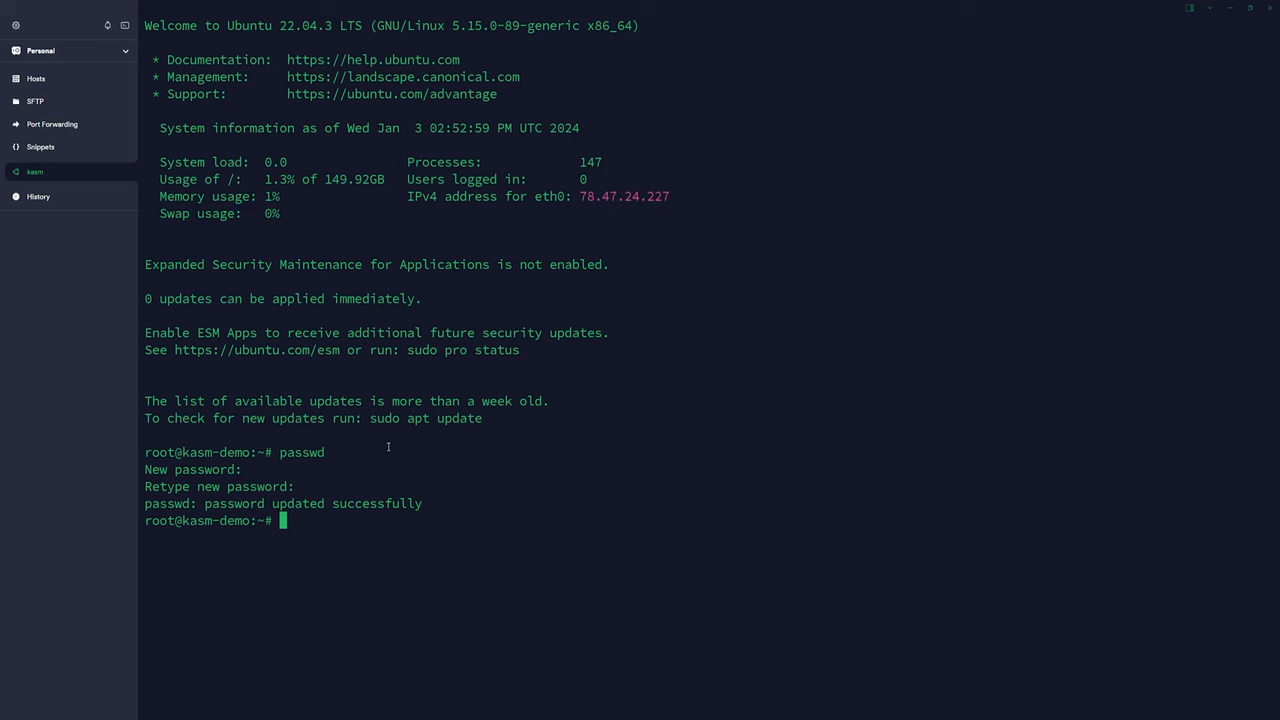 Personal
Hosts
SFTP
Port Forwarding
Snippets
kasm
History
Welcome to Ubuntu 22.04.3 LTS (GNU/Linux 5.15.0-89-generic x86_64)
* Documentation:  https://help.ubuntu.com
* Management:     https://landscape.canonical.com
* Support:        https://ubuntu.com/advantage
System information as of Wed Jan  3 02:52:59 PM UTC 2024
System load:  0.0                Processes:             147
Usage of /:   1.3% of 149.92GB   Users logged in:       0
Memory usage: 1%                 IPv4 address for eth0: 78.47.24.227
Swap usage:   0%
Expanded Security Maintenance for Applications is not enabled.
0 updates can be applied immediately.
Enable ESM Apps to receive additional future security updates.
See https://ubuntu.com/esm or run: sudo pro status
The list of available updates is more than a week old.
To check for new updates run: sudo apt update
root@kasm-demo:~# passwd
New password:
Retype new password:
passwd: password updated successfully
root@kasm-demo:~#